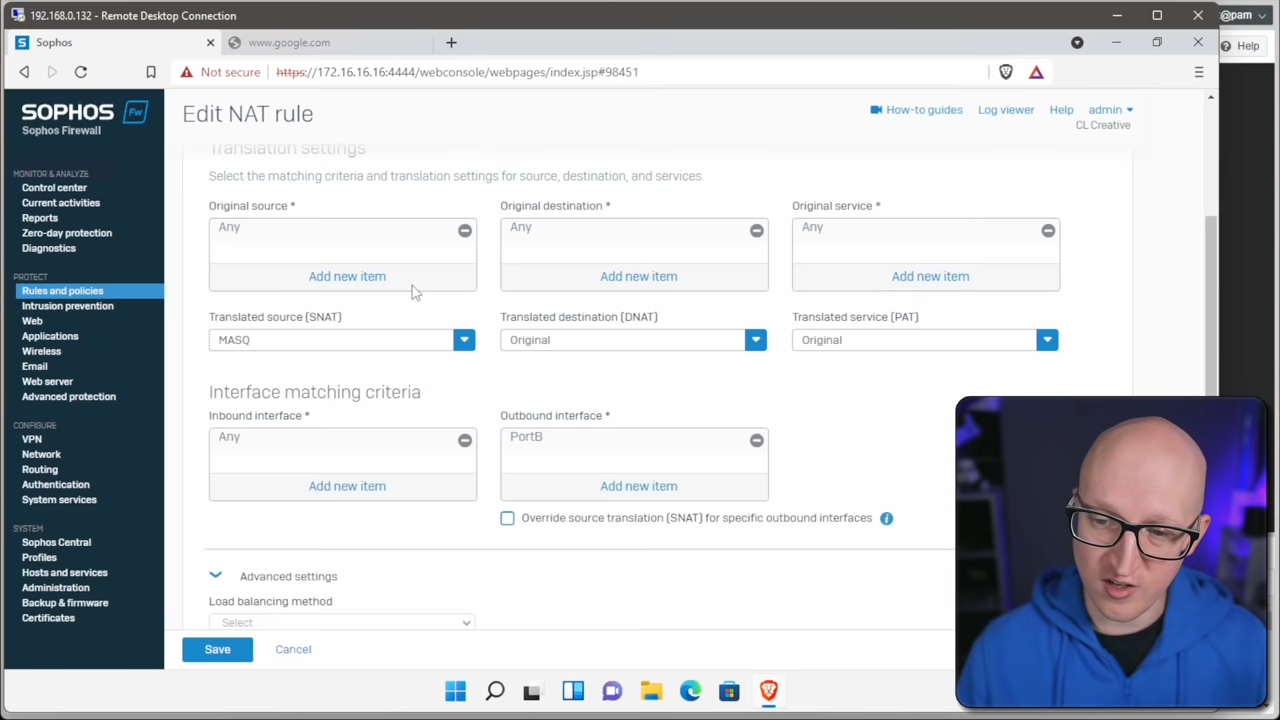 192.168.0.132 - Remote Desktop Connection
@pam
S Sophos
www.google.com
Help
Not secure https://172.16.16.16:4444/webconsole/webpages/index.jsp#98451
SOPHOS Fw
Sophos Firewall
Edit NAT rule
How-to guides Log viewer Help admin
CL Creative
MONITOR & ANALYZE
Control center
Current activities
Reports
Zero-day protection
Diagnostics
PROTECT
Rules and policies
Intrusion prevention
Web
Applications
Wireless
Email
Web server
Advanced protection
CONFIGURE
VPN
Network
Routing
Authentication
System services
SYSTEM
Sophos Central
Profiles
Hosts and services
Administration
Backup & firmware
Certificates
Translation settings
Select the matching criteria and translation settings for source, destination, and services.
Original source * Original destination * Original service *
Any Any Any
Add new item Add new item Add new item
Translated source (SNAT) Translated destination (DNAT) Translated service (PAT)
MASQ Original Original
Interface matching criteria
Inbound interface * Outbound interface *
Any PortB
Add new item Add new item
Override source translation (SNAT) for specific outbound interfaces
Advanced settings
Load balancing method
Select
Save Cancel